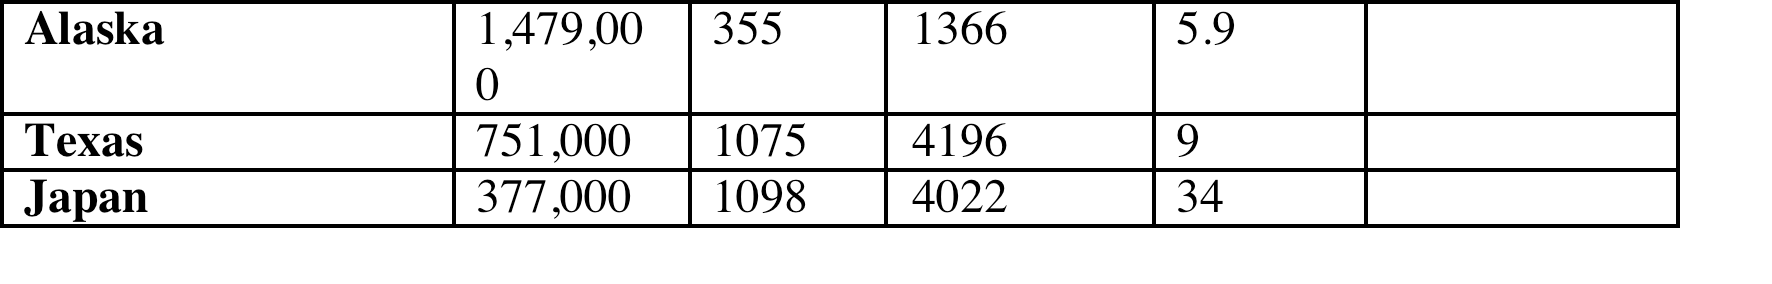 Alaska 1,479,00 355 1366 5.9
0
Texas 751,000 1075 4196 9
Japan 377,000 1098 4022 34